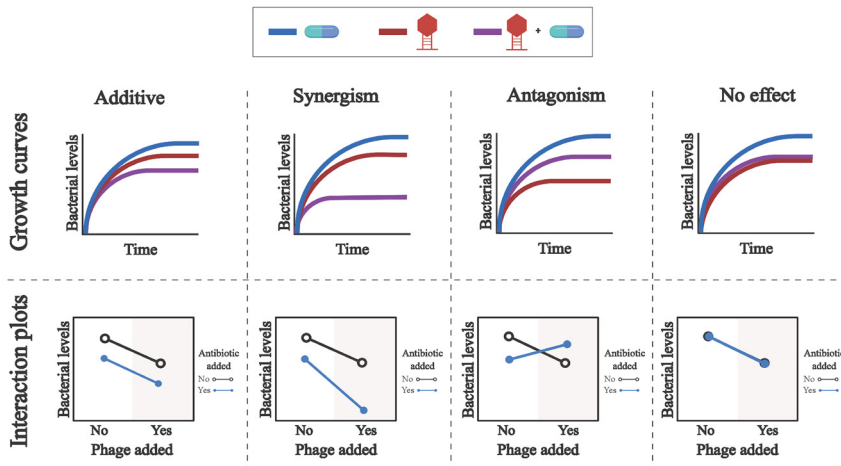 +
Additive
Synergism
Antagonism
No effect
Growth curves
Bacterial levels
Time
Bacterial levels
Time
Bacterial levels
Time
Bacterial levels
Time
Interaction plots
Bacterial levels
No Yes
Phage added
Antibiotic
added
No
Yes
Bacterial levels
No Yes
Phage added
Antibiotic
added
No
Yes
Bacterial levels
No Yes
Phage added
Antibiotic
added
No
Yes
Bacterial levels
No Yes
Phage added
Antibiotic
added
No
Yes